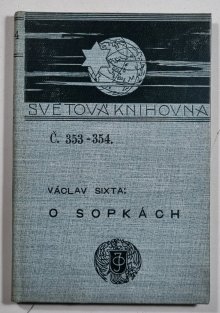 SVĚTOVÁ KNIHOVNA
Č. 353-354.
VÁCLAV SIXTA:
O SOPKÁCH